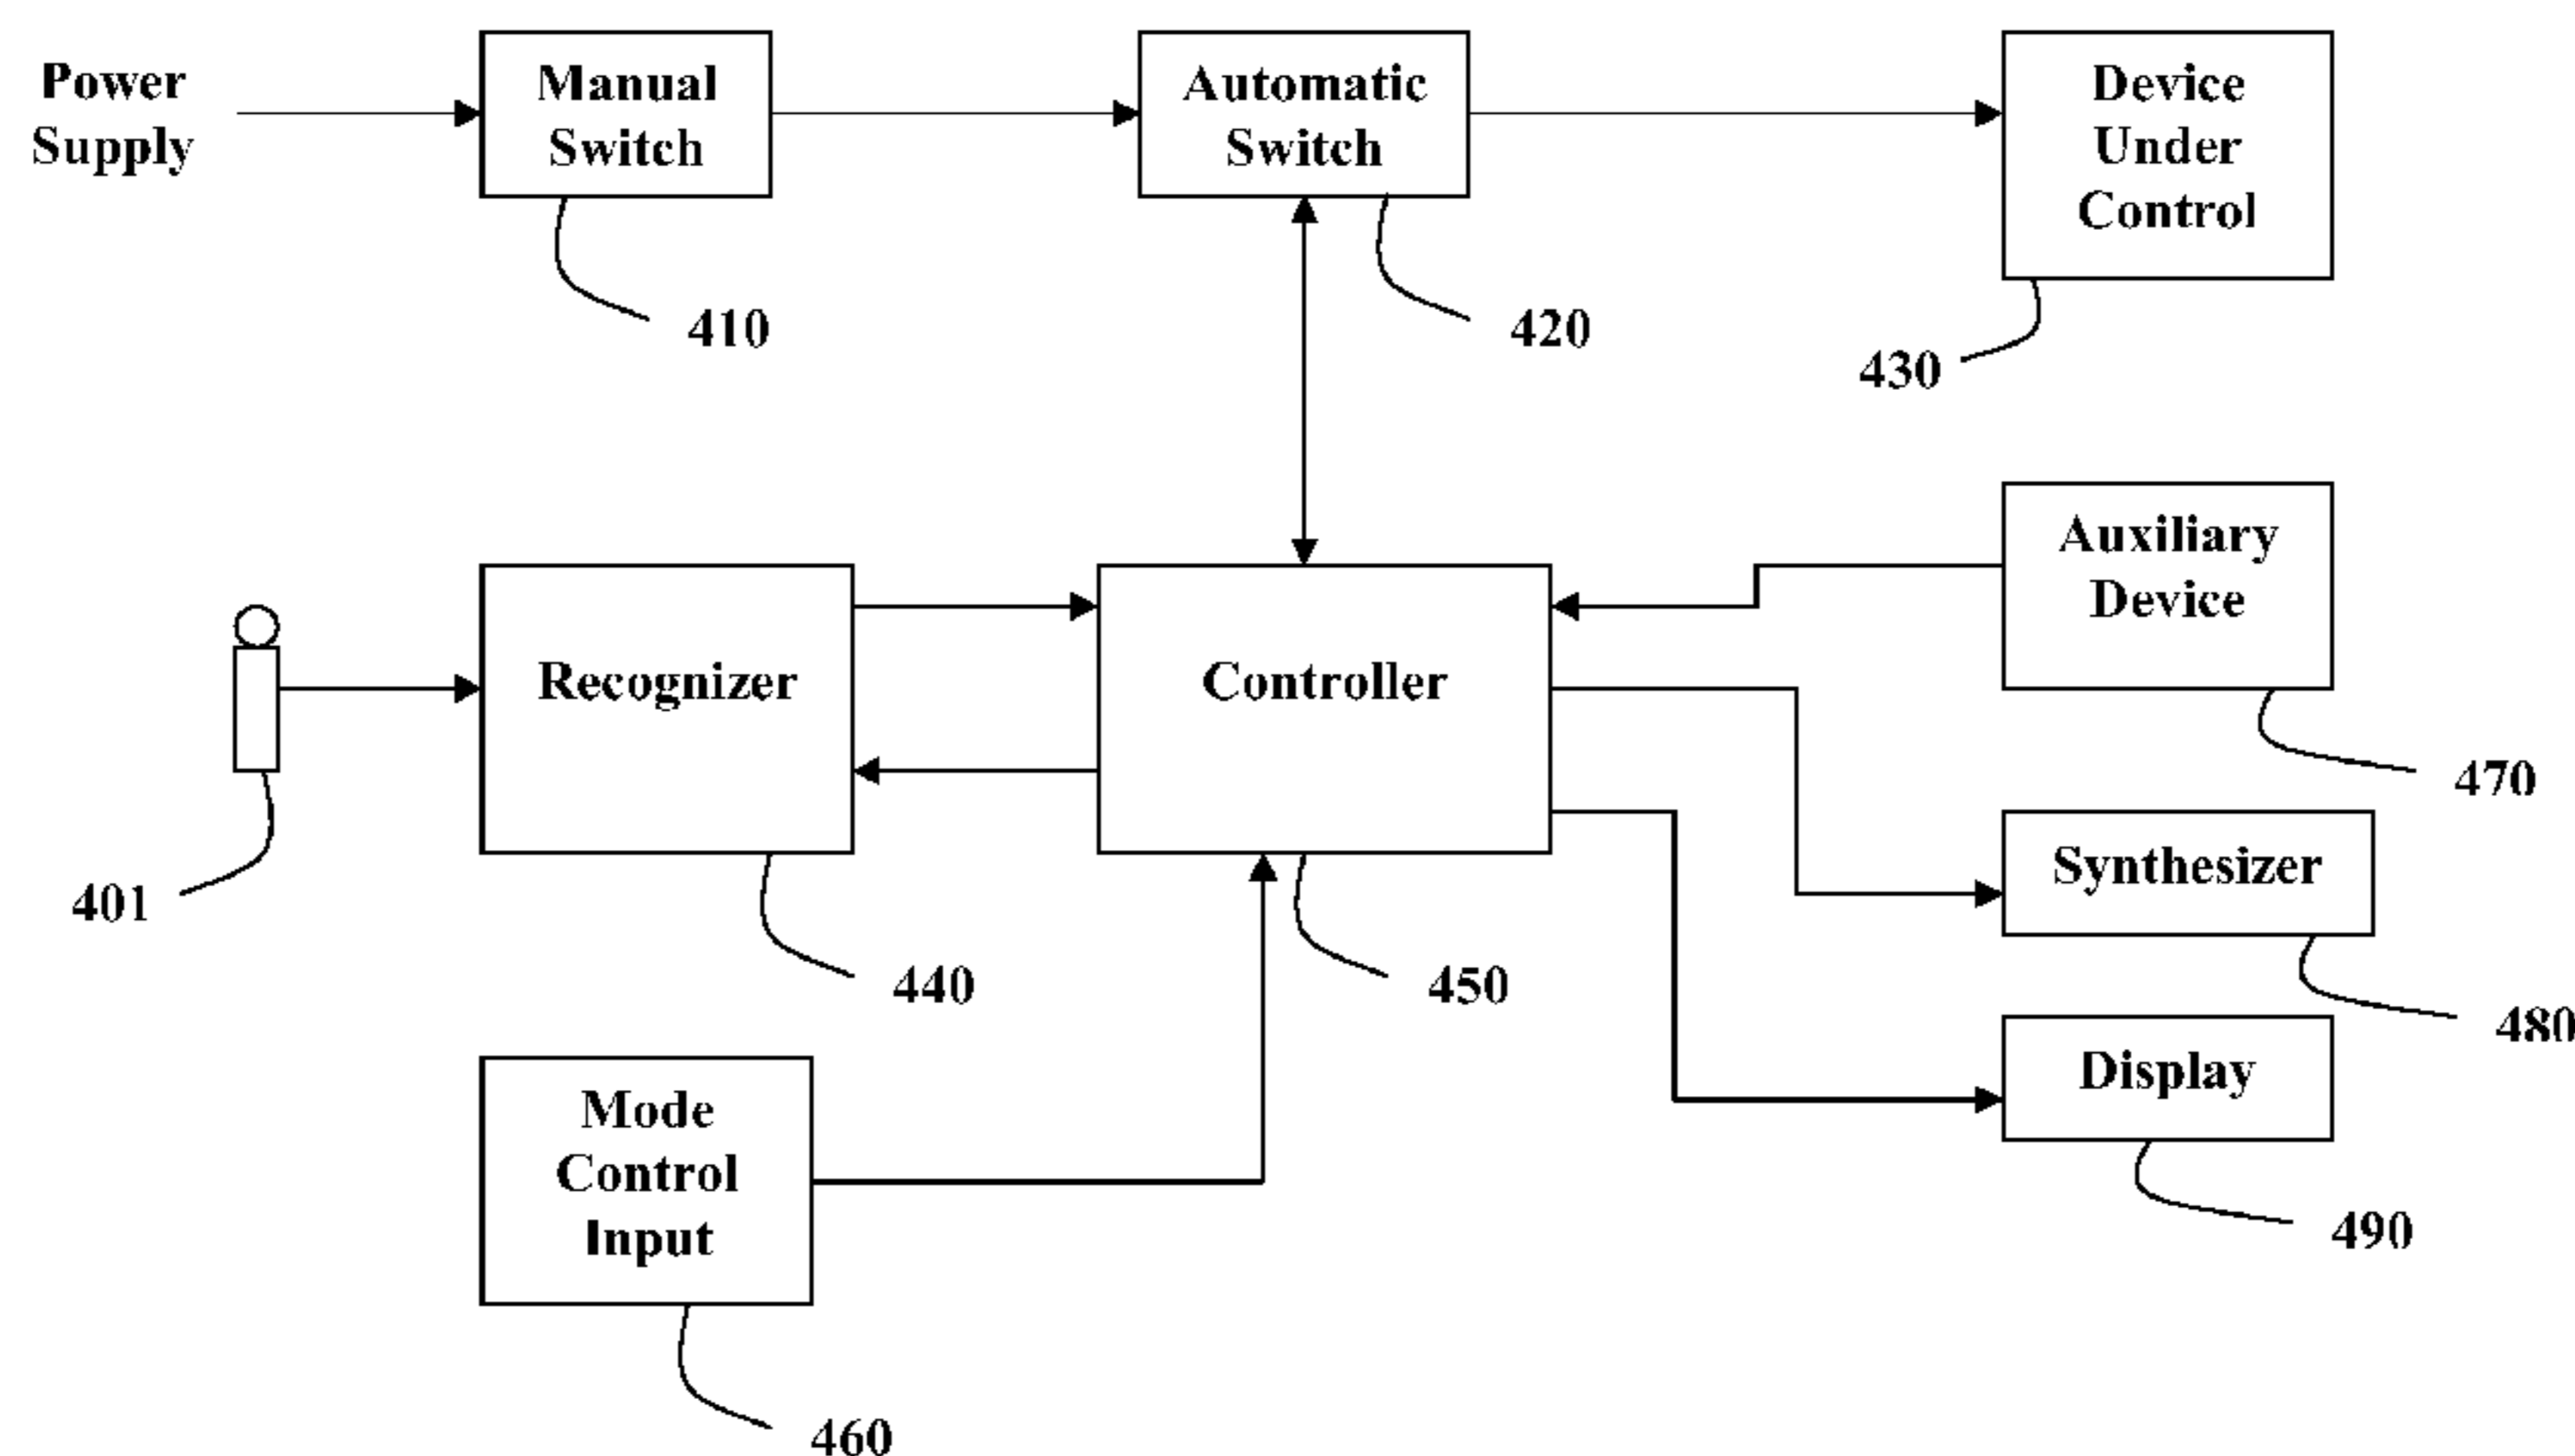 Power
Supply
Manual
Switch
Automatic
Switch
Device
Under
Control
410
420
430
Auxiliary
Device
Recognizer
Controller
470
401
Synthesizer
440
450
480
Mode
Control
Input
Display
490
460